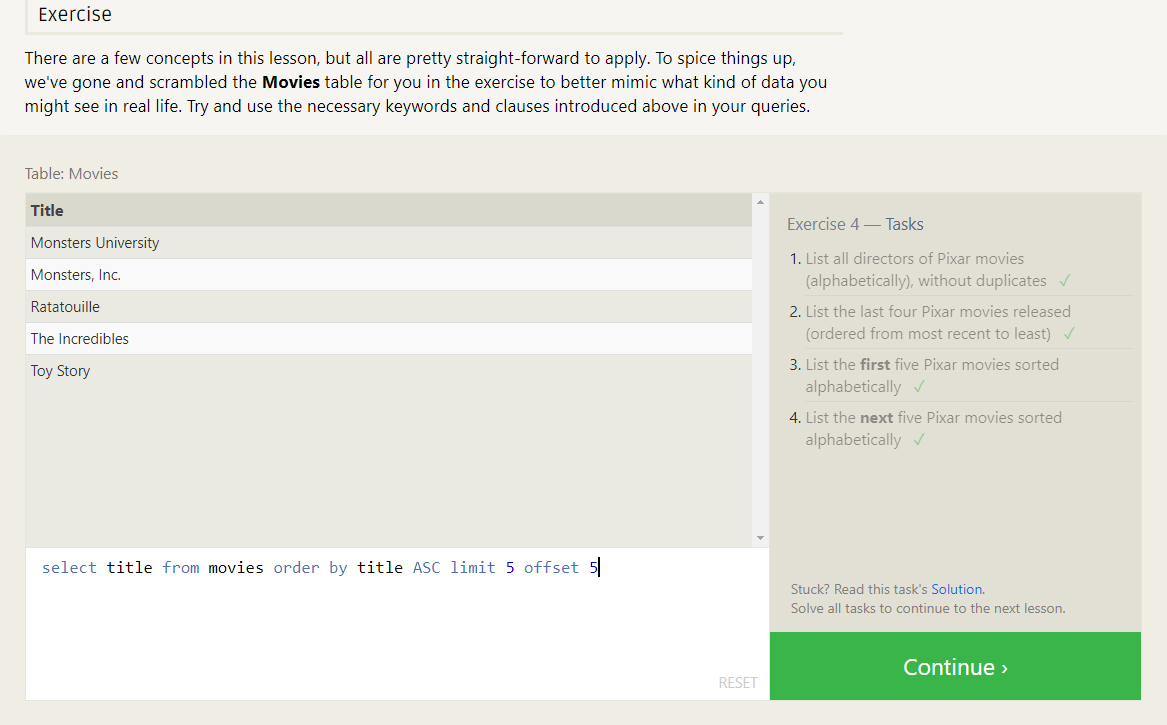 Exercise
There are a few concepts in this lesson, but all are pretty straight-forward to apply. To spice things up,
we've gone and scrambled the Movies table for you in the exercise to better mimic what kind of data you
might see in real life. Try and use the necessary keywords and clauses introduced above in your queries.
Table: Movies
Title
Monsters University
Monsters, Inc.
Ratatouille
The Incredibles
Toy Story
select title from movies order by title ASC limit 5 offset 5
RESET
Exercise 4 — Tasks
1. List all directors of Pixar movies
(alphabetically), without duplicates ✓
2. List the last four Pixar movies released
(ordered from most recent to least) ✓
3. List the first five Pixar movies sorted
alphabetically ✓
4. List the next five Pixar movies sorted
alphabetically ✓
Stuck? Read this task's Solution.
Solve all tasks to continue to the next lesson.
Continue ›